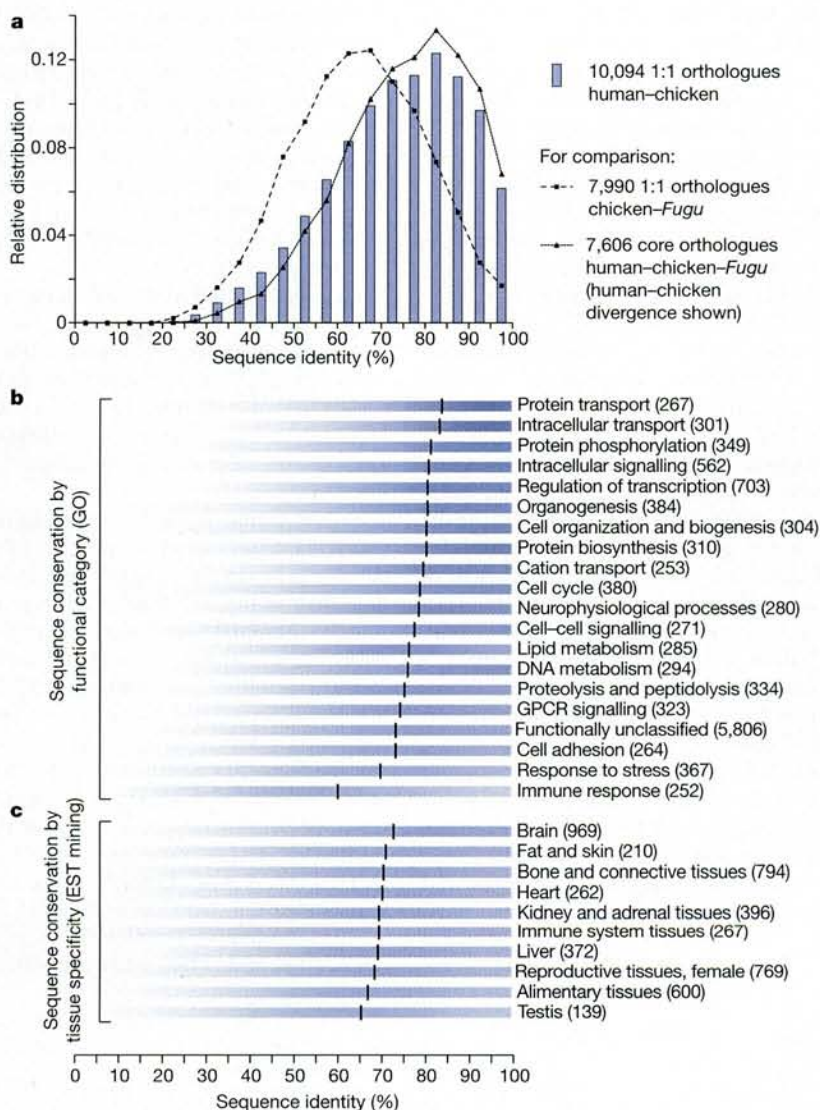 a
0.12
0.08
0.04
0
Relative distribution
0 10 20 30 40 50 60 70 80 90 100
Sequence identity (%)
10,094 1:1 orthologues
human–chicken
For comparison:
7,990 1:1 orthologues
chicken–Fugu
7,606 core orthologues
human–chicken–Fugu
(human–chicken
divergence shown)
b
Sequence conservation by
functional category (GO)
Protein transport (267)
Intracellular transport (301)
Protein phosphorylation (349)
Intracellular signalling (562)
Regulation of transcription (703)
Organogenesis (384)
Cell organization and biogenesis (304)
Protein biosynthesis (310)
Cation transport (253)
Cell cycle (380)
Neurophysiological processes (280)
Cell–cell signalling (271)
Lipid metabolism (285)
DNA metabolism (294)
Proteolysis and peptidolysis (334)
GPCR signalling (323)
Functionally unclassified (5,806)
Cell adhesion (264)
Response to stress (367)
Immune response (252)
c
Sequence conservation by
tissue specificity (EST mining)
Brain (969)
Fat and skin (210)
Bone and connective tissues (794)
Heart (262)
Kidney and adrenal tissues (396)
Immune system tissues (267)
Liver (372)
Reproductive tissues, female (769)
Alimentary tissues (600)
Testis (139)
0 10 20 30 40 50 60 70 80 90 100
Sequence identity (%)